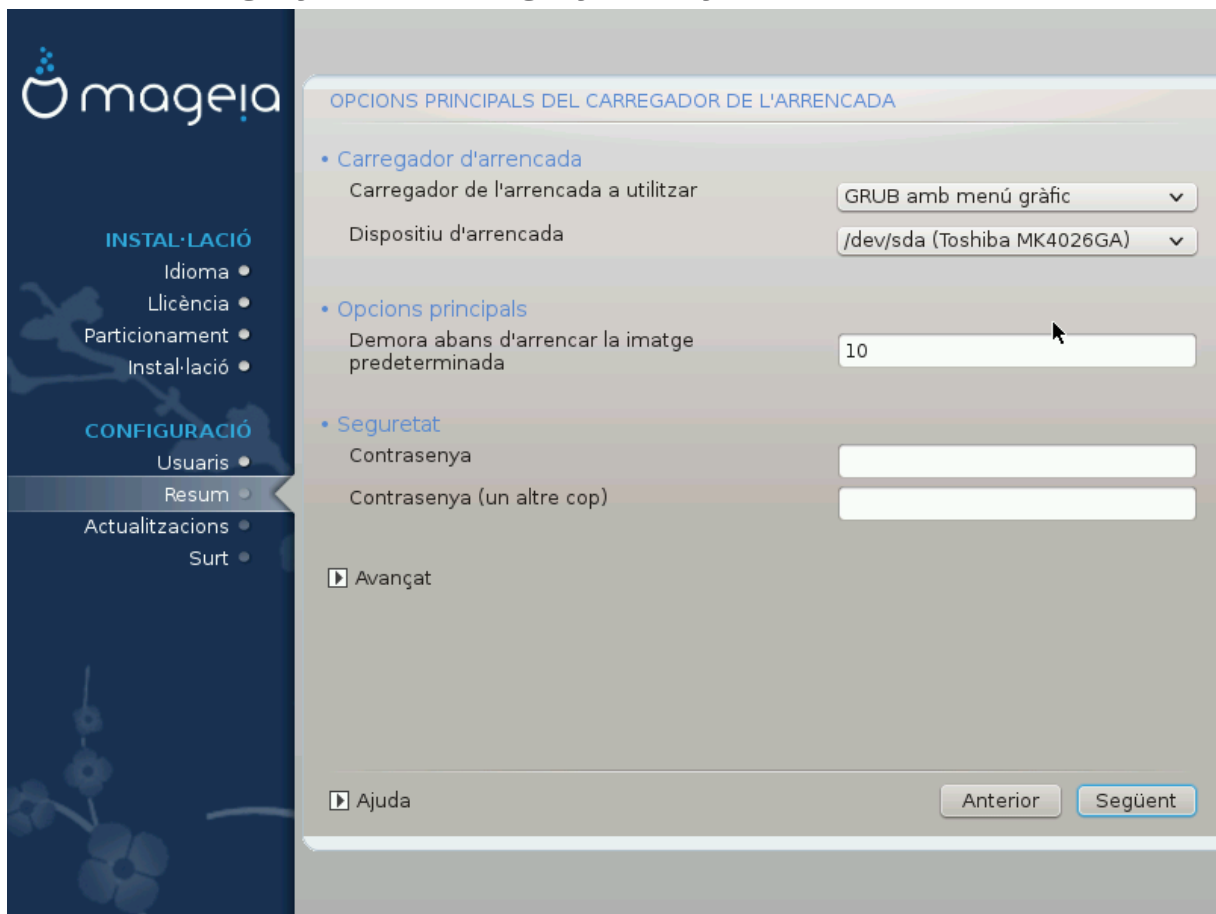 mageia
INSTAL·LACIÓ
Idioma
Llicència
Particionament
Instal·lació
CONFIGURACIÓ
Usuaris
Resum
Actualitzacions
Surt
OPCIONS PRINCIPALS DEL CARREGADOR DE L'ARRENCADA
• Carregador d'arrencada
Carregador de l'arrencada a utilitzar
GRUB amb menú gràfic
Dispositiu d'arrencada
/dev/sda (Toshiba MK4026GA)
• Opcions principals
Demora abans d'arrencar la imatge
predeterminada
10
• Seguretat
Contrasenya
Contrasenya (un altre cop)
Avançat
Ajuda
Anterior
Següent